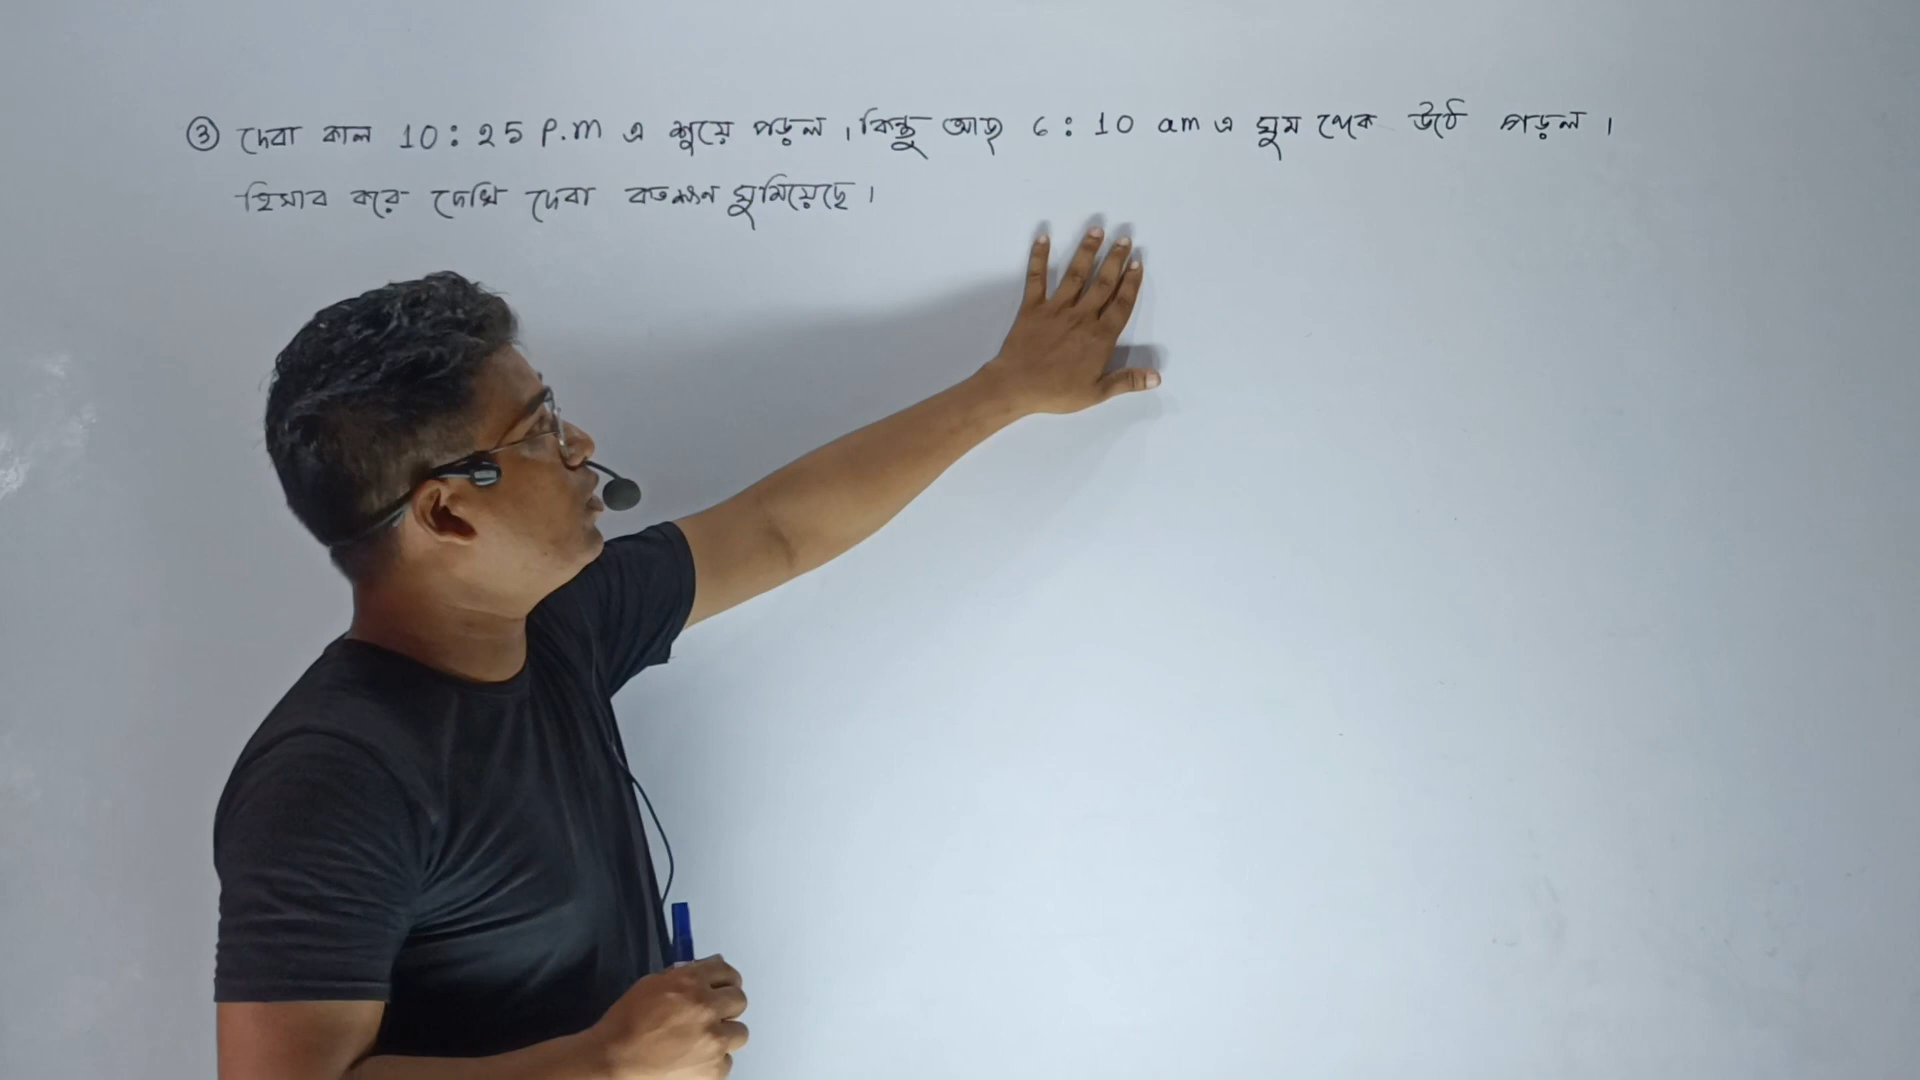 ③ দেবা কাল 10:25 P.m এ শুয়ে পড়ল। কিন্তু আজ 6:10 am এ ঘুম থেকে উঠে পড়ল।
হিসাব করে দেখি দেবা কতক্ষণ ঘুমিয়েছে।